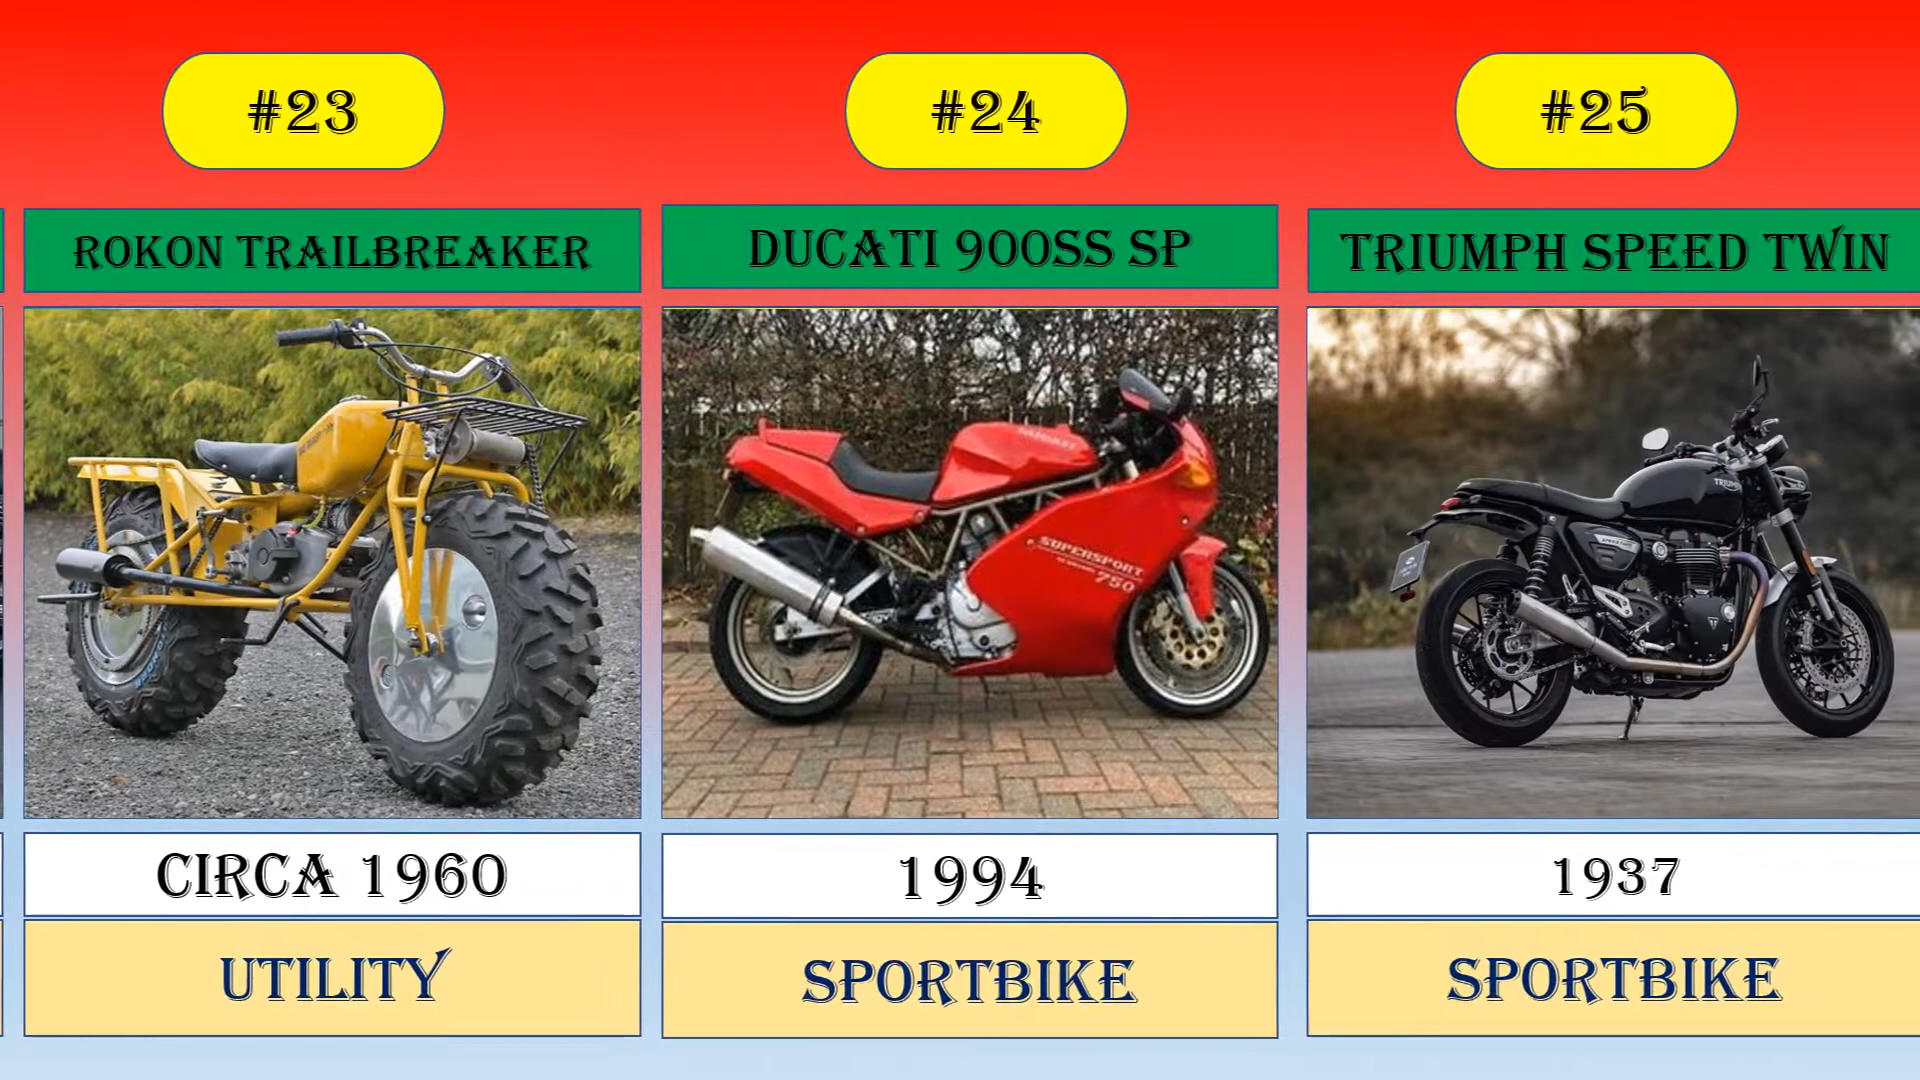 #23
#24
#25
ROKON TRAILBREAKER
DUCATI 900SS SP
TRIUMPH SPEED TWIN
TRIUMPH
SUPERSPORT
750
CIRCA 1960
1994
1937
UTILITY
SPORTBIKE
SPORTBIKE